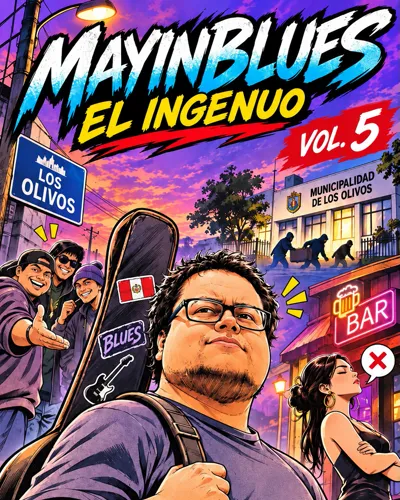 MAYINBLUES
EL INGENUO
VOL. 5
LOS
OLIVOS
MUNICIPALIDAD
DE LOS OLIVOS
BLUES
BAR